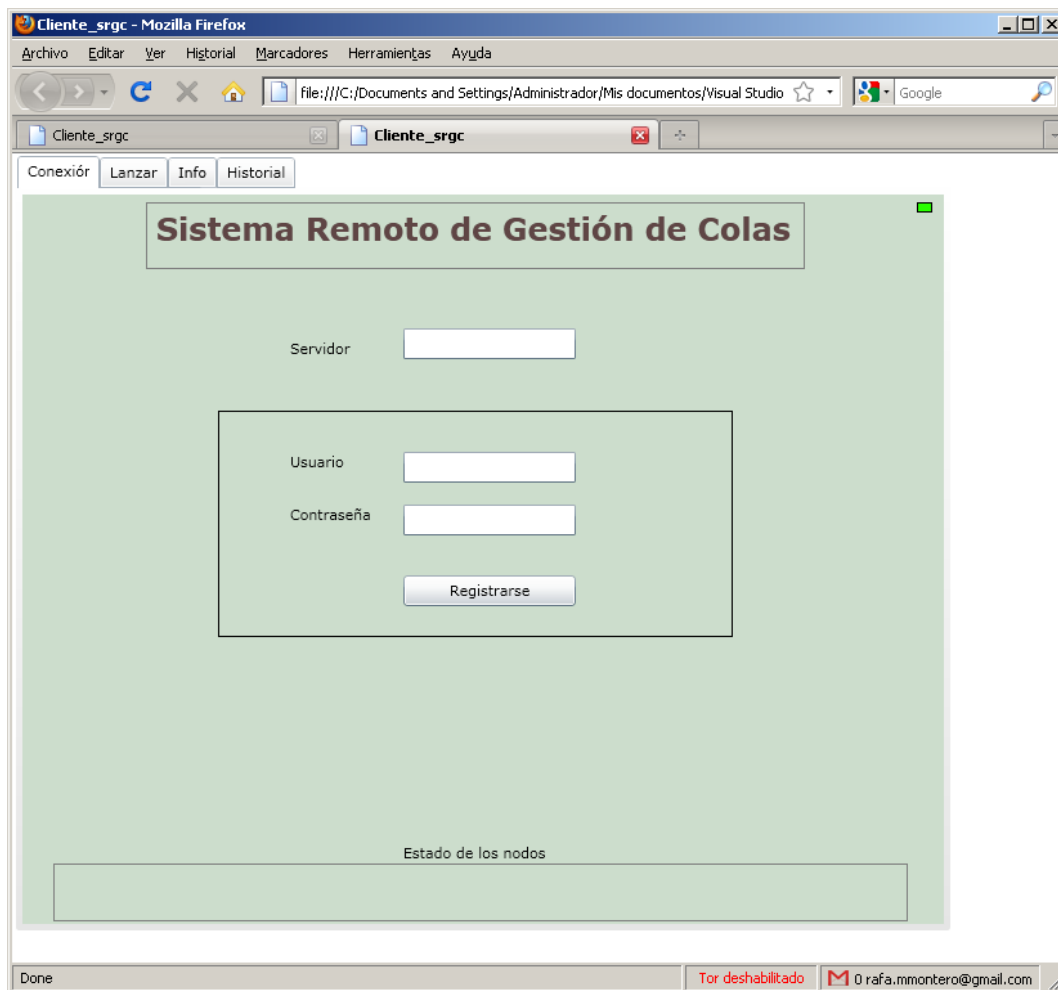 Cliente_srgc - Mozilla Firefox
Archivo Editar Ver Historial Marcadores Herramientas Ayuda
file:///C:/Documents and Settings/Administrador/Mis documentos/Visual Studio Google
Cliente_srgc Cliente_srgc
Conexiór Lanzar Info Historial
Sistema Remoto de Gestión de Colas
Servidor
Usuario
Contraseña
Registrarse
Estado de los nodos
Done Tor deshabilitado 0 rafa.mmontero@gmail.com